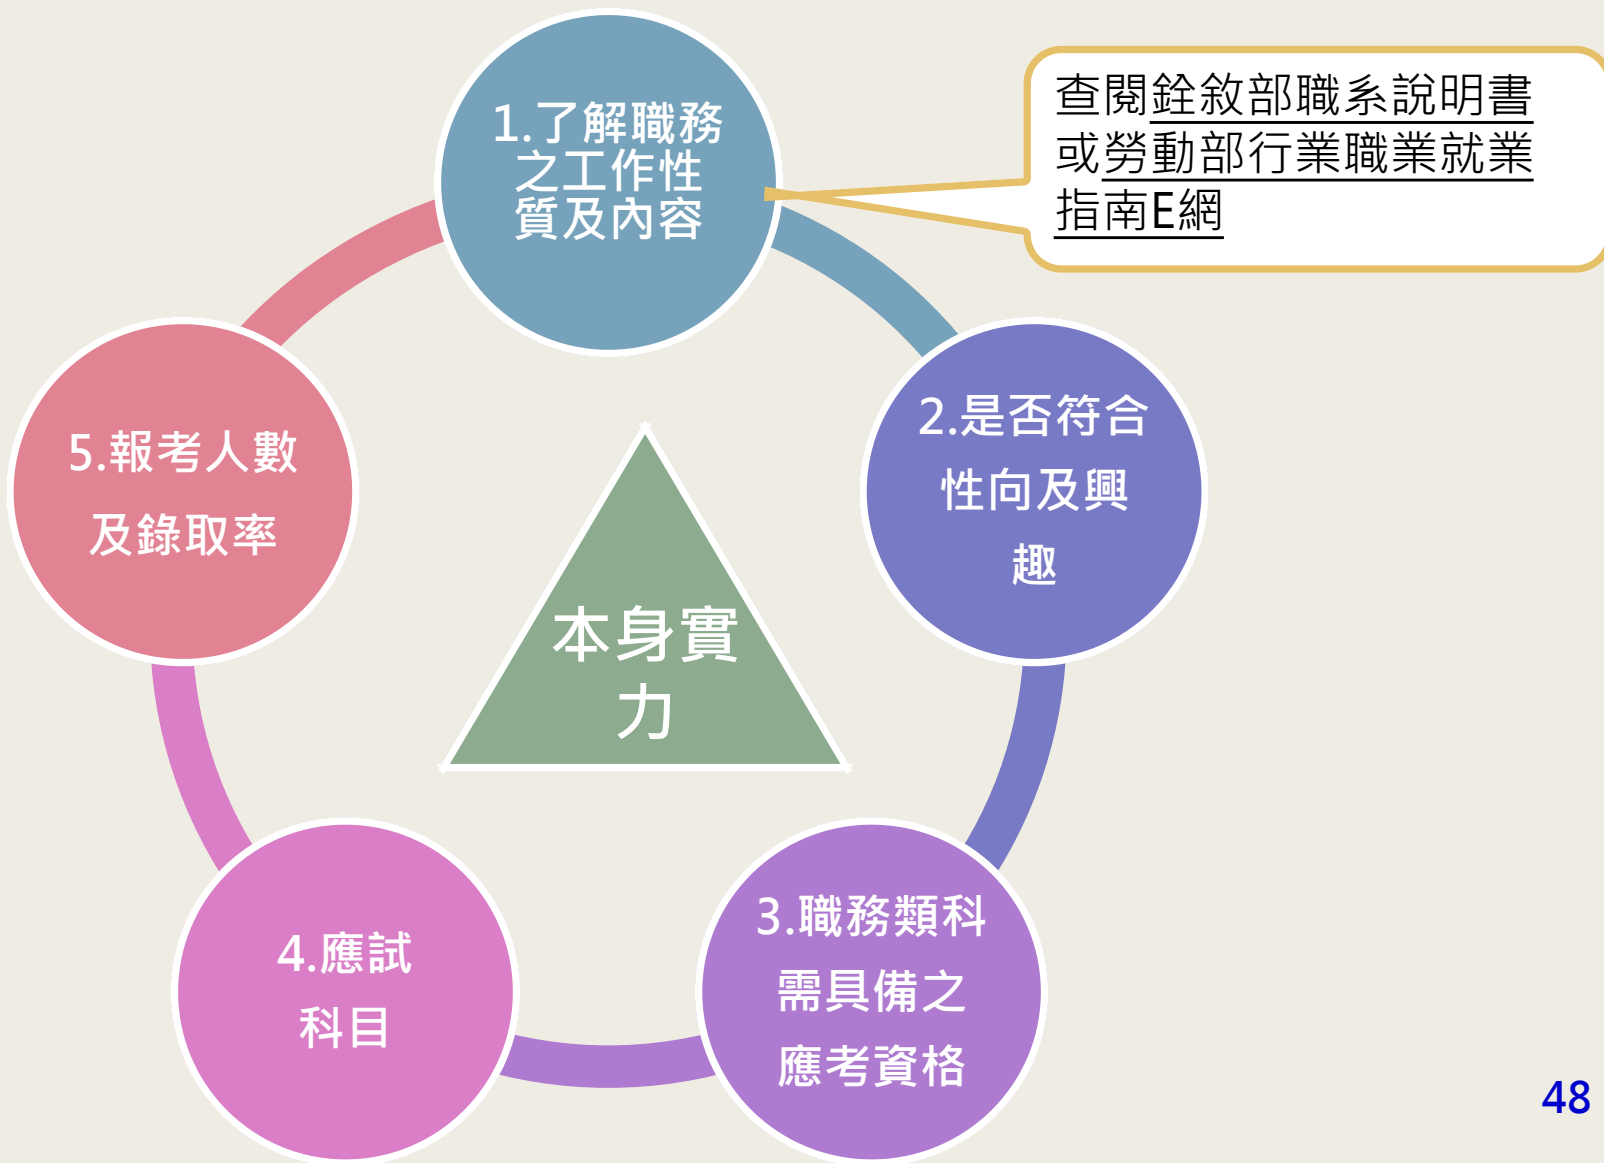 1.了解職務
之工作性
質及內容
查閱銓敘部職系說明書
或勞動部行業職業就業
指南E網
2.是否符合
性向及興
趣
3.職務類科
需具備之
應考資格
4.應試
科目
5.報考人數
及錄取率
本身實
力
48